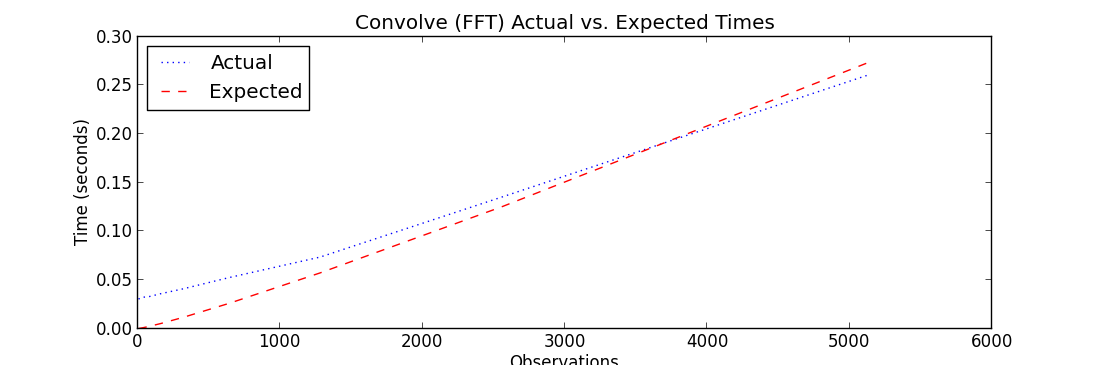 Convolve (FFT) Actual vs. Expected Times
0.30
0.25
0.20
0.15
0.10
0.05
0.00
Time (seconds)
Actual
Expected
0 1000 2000 3000 4000 5000 6000
Observations